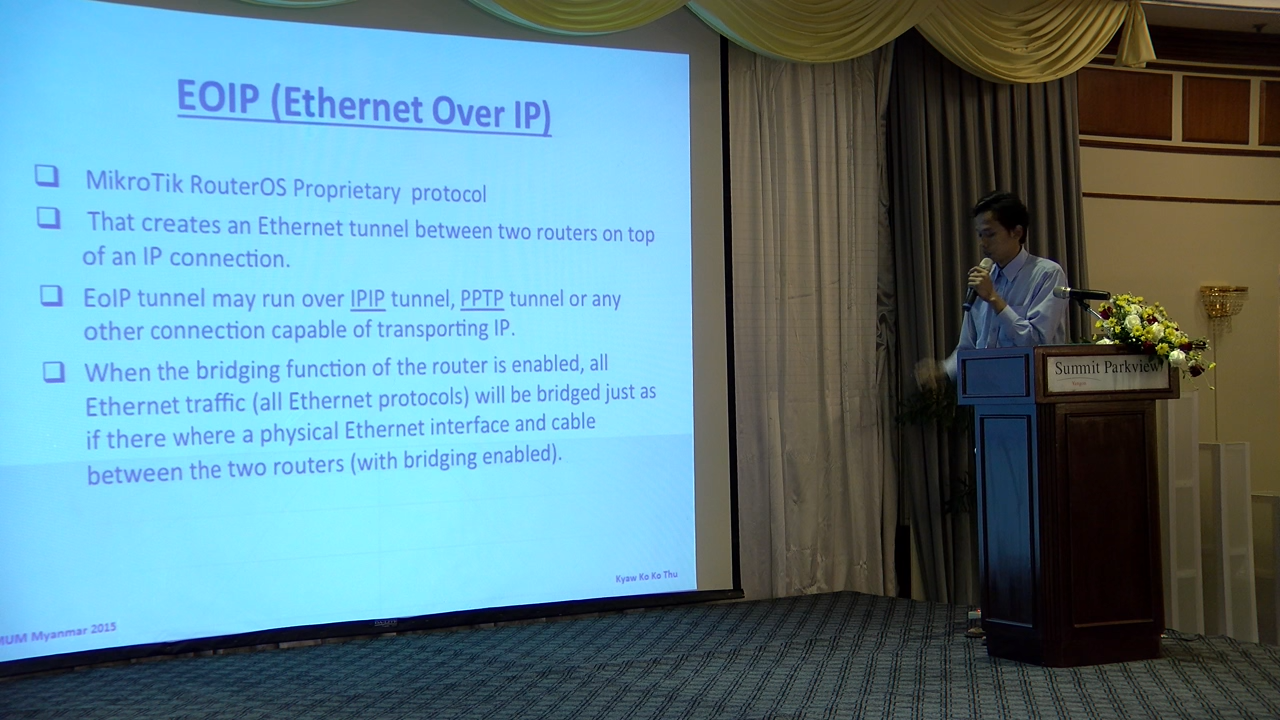 EOIP (Ethernet Over IP)
MikroTik RouterOS Proprietary protocol
That creates an Ethernet tunnel between two routers on top
of an IP connection.
EoIP tunnel may run over IPIP tunnel, PPTP tunnel or any
other connection capable of transporting IP.
When the bridging function of the router is enabled, all
Ethernet traffic (all Ethernet protocols) will be bridged just as
if there where a physical Ethernet interface and cable
between the two routers (with bridging enabled).
Kyaw Ko Ko Thu
MUM Myanmar 2015
Summit Parkview